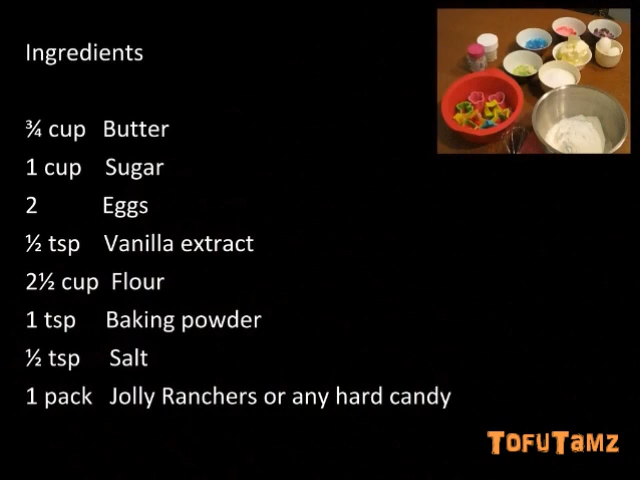 Ingredients
¾ cup Butter
1 cup Sugar
2 Eggs
½ tsp Vanilla extract
2½ cup Flour
1 tsp Baking powder
½ tsp Salt
1 pack Jolly Ranchers or any hard candy
TOFUTAMZ